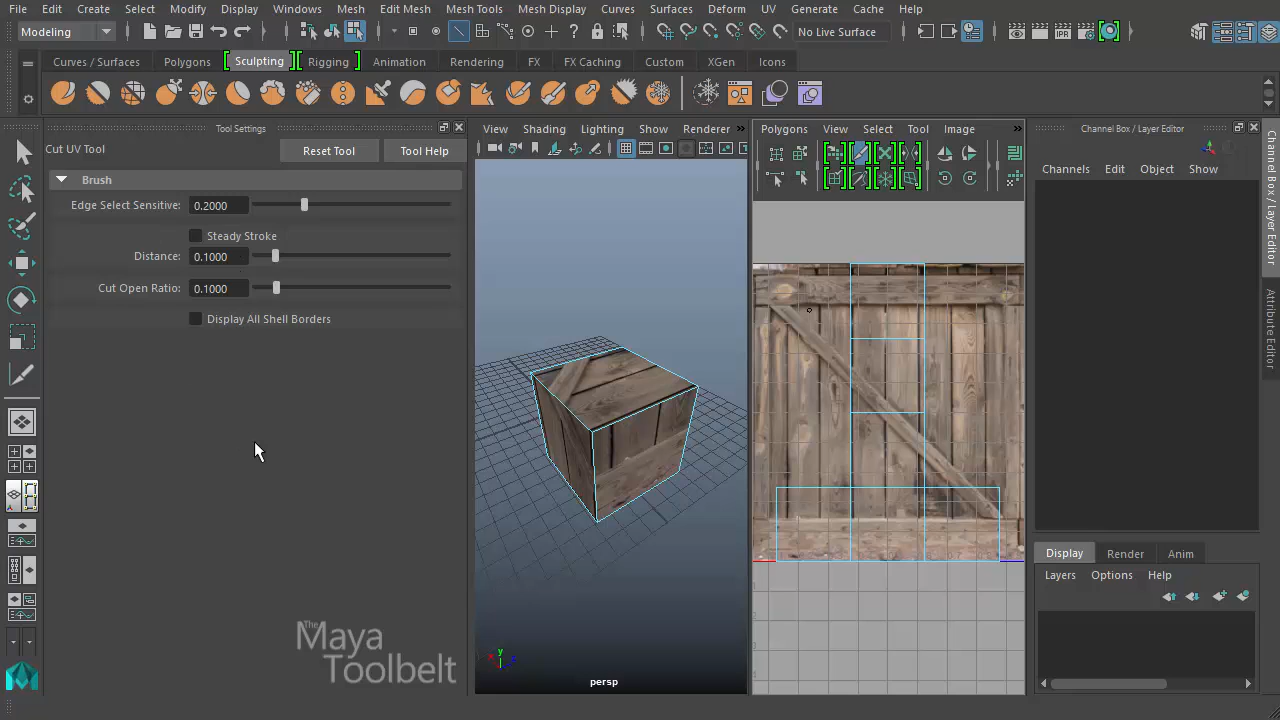 File Edit Create Select Modify Display Windows Mesh Edit Mesh Mesh Tools Mesh Display Curves Surfaces Deform UV Generate Cache Help
Modeling
No Live Surface
IPR
Curves / Surfaces Polygons Sculpting Rigging Animation Rendering FX FX Caching Custom XGen Icons
Tool Settings
Cut UV Tool
Reset Tool
Tool Help
Brush
Edge Select Sensitive: 0.2000
Steady Stroke
Distance: 0.1000
Cut Open Ratio: 0.1000
Display All Shell Borders
The
Maya
Toolbelt
View Shading Lighting Show Renderer »
y
persp
Polygons View Select Tool Image »
Channel Box / Layer Editor
Channels Edit Object Show
Display Render Anim
Layers Options Help
Channel Box / Layer Editor
Attribute Editor